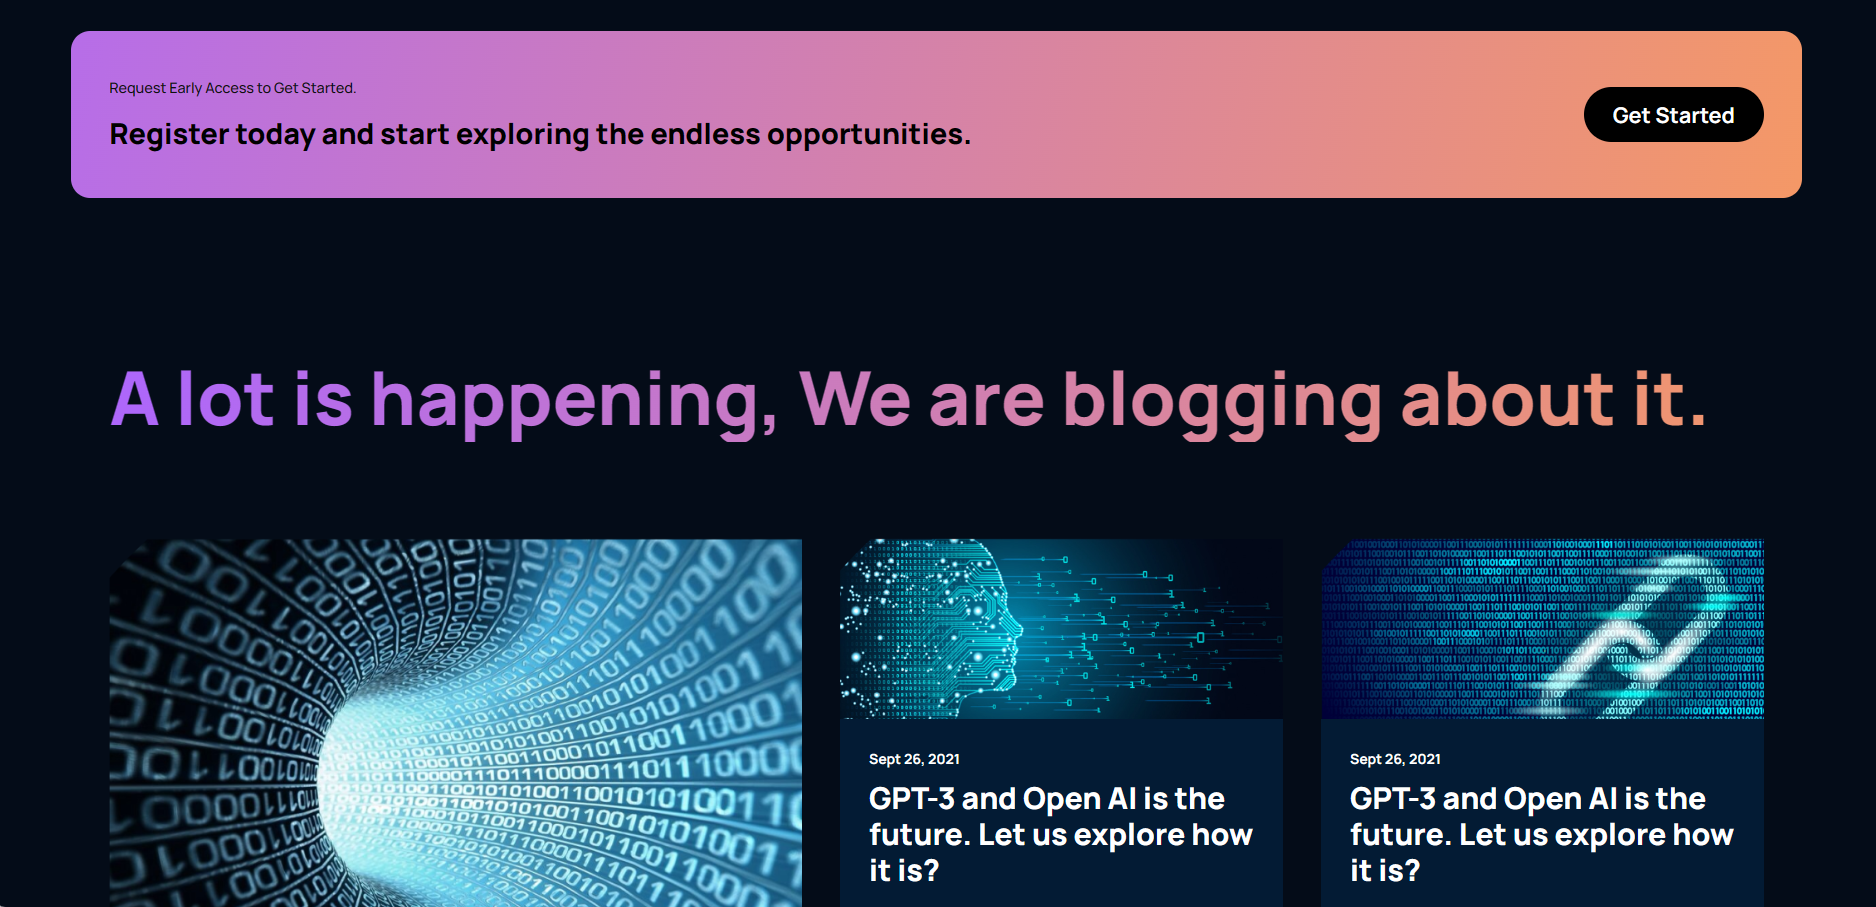 Request Early Access to Get Started.
Register today and start exploring the endless opportunities.
Get Started
A lot is happening, We are blogging about it.
Sept 26, 2021
GPT-3 and Open AI is the
future. Let us explore how
it is?
Sept 26, 2021
GPT-3 and Open AI is the
future. Let us explore how
it is?